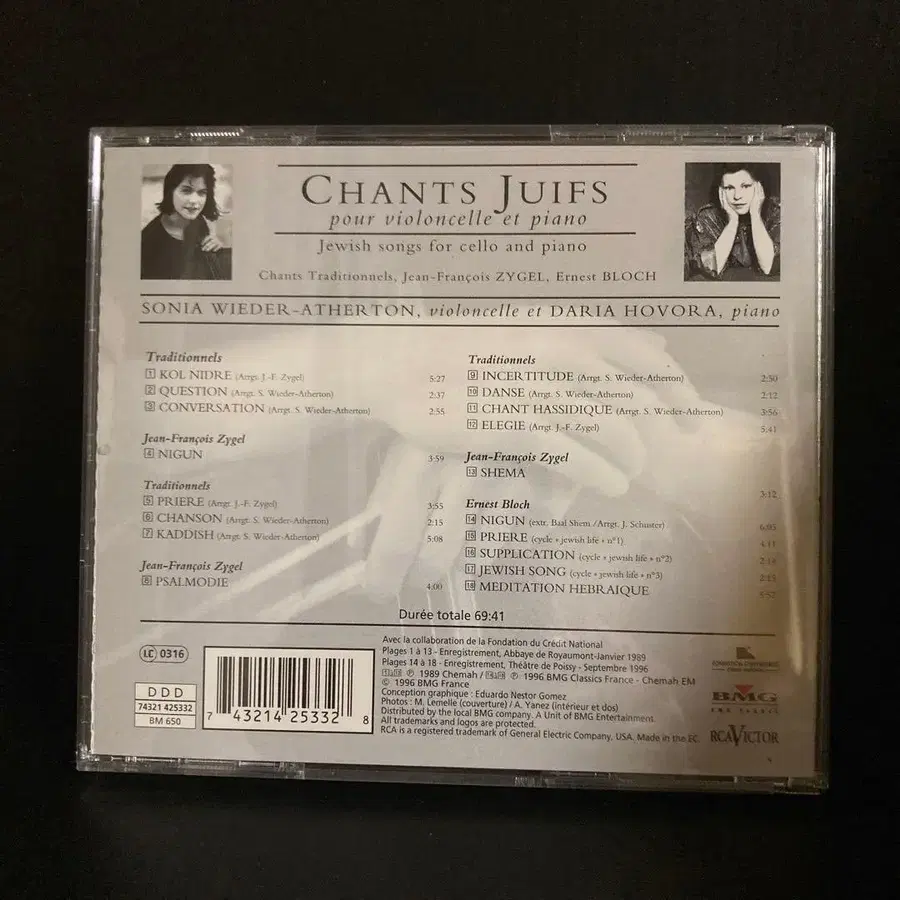 CHANTS JUIFS
pour violoncelle et piano
Jewish songs for cello and piano
Chants Traditionnels, Jean-François ZYGEL, Ernest BLOCH
SONIA WIEDER-ATHERTON, violoncelle et DARIA HOVORA, piano
Traditionnels
1 KOL NIDRE (Arrgt. J.-F. Zygel) 5:27
2 QUESTION (Arrgt. S. Wieder-Atherton) 2:37
3 CONVERSATION (Arrgt. S. Wieder-Atherton) 2:55
Jean-François Zygel
4 NIGUN 3:59
Traditionnels
5 PRIERE (Arrgt. J.-F. Zygel) 3:55
6 CHANSON (Arrgt. S. Wieder-Atherton) 2:15
7 KADDISH (Arrgt. S. Wieder-Atherton) 5:08
Jean-François Zygel
8 PSALMODIE 4:00
Traditionnels
9 INCERTITUDE (Arrgt. S. Wieder-Atherton) 2:50
10 DANSE (Arrgt. S. Wieder-Atherton) 2:12
11 CHANT HASSIDIQUE (Arrgt. S. Wieder-Atherton) 3:56
12 ELEGIE (Arrgt. J.-F. Zygel) 5:41
Jean-François Zygel
13 SHEMA 3:12
Ernest Bloch
14 NIGUN (extr. Baal Shem /Arrgt. J. Schuster) 6:05
15 PRIERE (cycle « jewish life » n°1) 4:11
16 SUPPLICATION (cycle « jewish life » n°2)
17 JEWISH SONG (cycle « jewish life » n°3)
18 MEDITATION HEBRAIQUE
Durée totale 69:41
LC 0316
DDD
74321 425332
BM 650
7 43214 25332 8
Avec la collaboration de la Fondation du Crédit National
Plages 1 à 13 - Enregistrement, Abbaye de Royaumont-Janvier 1989
Plages 14 à 18 - Enregistrement, Théâtre de Poissy - Septembre 1996
℗ 1989 Chemah / ℗ 1996 BMG Classics France - Chemah EM
© 1996 BMG France
Conception graphique : Eduardo Nestor Gomez
Photos : M. Lemelle (couverture) / A. Yanez (intérieur et dos)
Distributed by the local BMG company. A Unit of BMG Entertainment.
All trademarks and logos are protected.
RCA is a registered trademark of General Electric Company, USA. Made in the EC.
BMG
RCA VICTOR